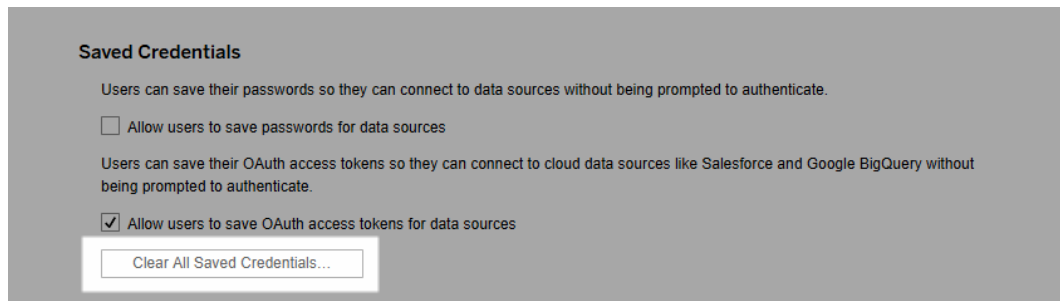 Saved Credentials
Users can save their passwords so they can connect to data sources without being prompted to authenticate.
Allow users to save passwords for data sources
Users can save their OAuth access tokens so they can connect to cloud data sources like Salesforce and Google BigQuery without
being prompted to authenticate.
Allow users to save OAuth access tokens for data sources
Clear All Saved Credentials...